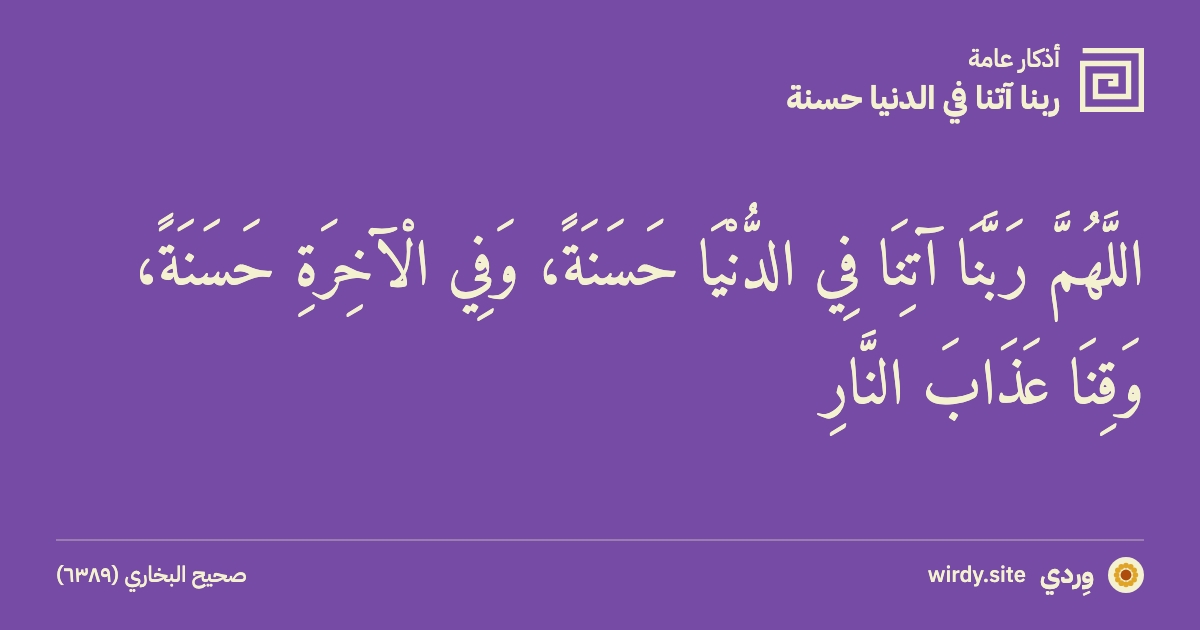 أذكار عامة
ربنا آتنا في الدنيا حسنة
اللَّهُمَّ رَبَّنَا آتِنَا فِي الدُّنْيَا حَسَنَةً، وَفِي الْآخِرَةِ حَسَنَةً،
وَقِنَا عَذَابَ النَّارِ
وِردي wirdy.site
صحيح البخاري (٦٣٨٩)